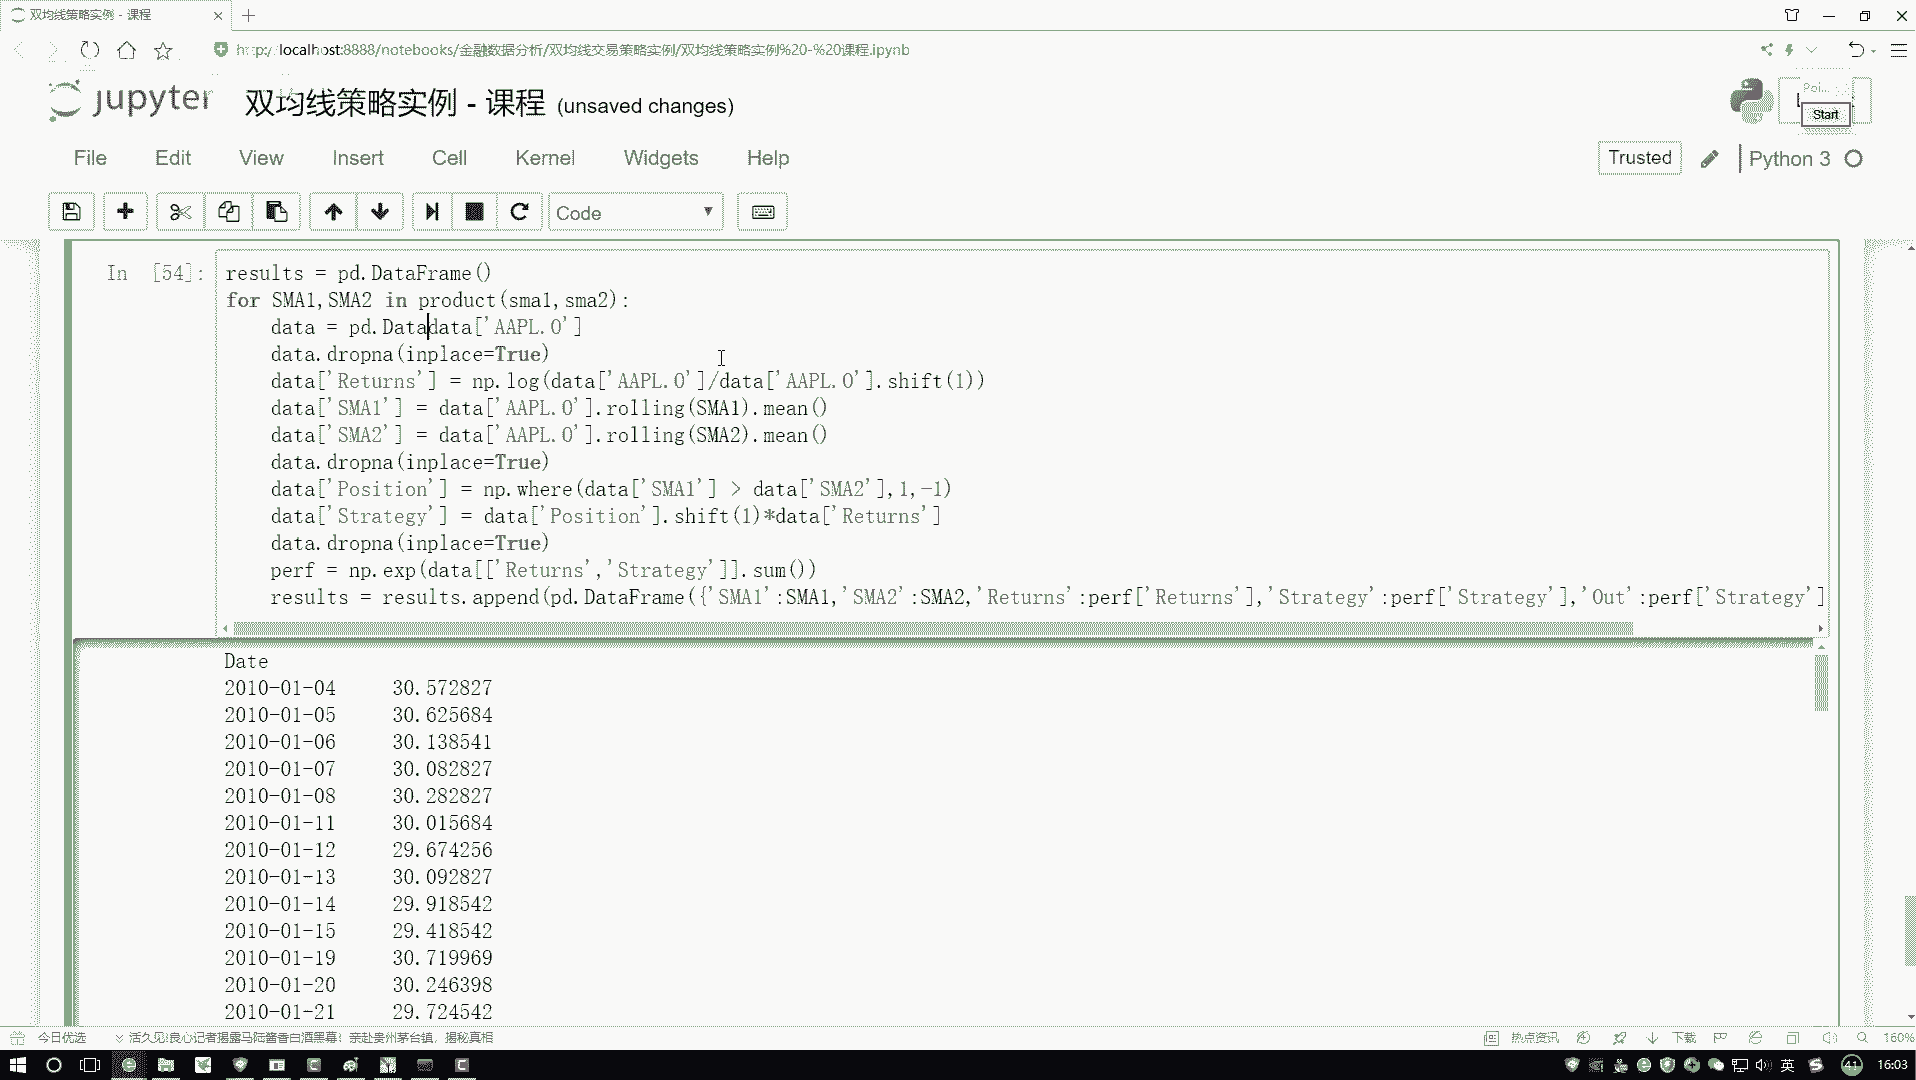 双均线策略实例 - 课程
http://localhost:8888/notebooks/金融数据分析/双均线交易策略实例/双均线策略实例%20-%20课程.ipynb
jupyter 双均线策略实例 - 课程 (unsaved changes)
Poi...
Start
File Edit View Insert Cell Kernel Widgets Help
Trusted Python 3
Code
In [54]:
results = pd.DataFrame()
for SMA1,SMA2 in product(sma1,sma2):
    data = pd.Datadata['AAPL.O']
    data.dropna(inplace=True)
    data['Returns'] = np.log(data['AAPL.O']/data['AAPL.O'].shift(1))
    data['SMA1'] = data['AAPL.O'].rolling(SMA1).mean()
    data['SMA2'] = data['AAPL.O'].rolling(SMA2).mean()
    data.dropna(inplace=True)
    data['Position'] = np.where(data['SMA1'] > data['SMA2'],1,-1)
    data['Strategy'] = data['Position'].shift(1)*data['Returns']
    data.dropna(inplace=True)
    perf = np.exp(data[['Returns','Strategy']].sum())
    results = results.append(pd.DataFrame({'SMA1':SMA1,'SMA2':SMA2,'Returns':perf['Returns'],'Strategy':perf['Strategy'],'Out':perf['Strategy']
Date
2010-01-04 30.572827
2010-01-05 30.625684
2010-01-06 30.138541
2010-01-07 30.082827
2010-01-08 30.282827
2010-01-11 30.015684
2010-01-12 29.674256
2010-01-13 30.092827
2010-01-14 29.918542
2010-01-15 29.418542
2010-01-19 30.719969
2010-01-20 30.246398
2010-01-21 29.724542
今日优选 活久见!良心记者揭露马陆酱香白酒黑幕! 亲赴贵州茅台镇，揭秘真相
热点资讯 下载 160%
英 41 16:03